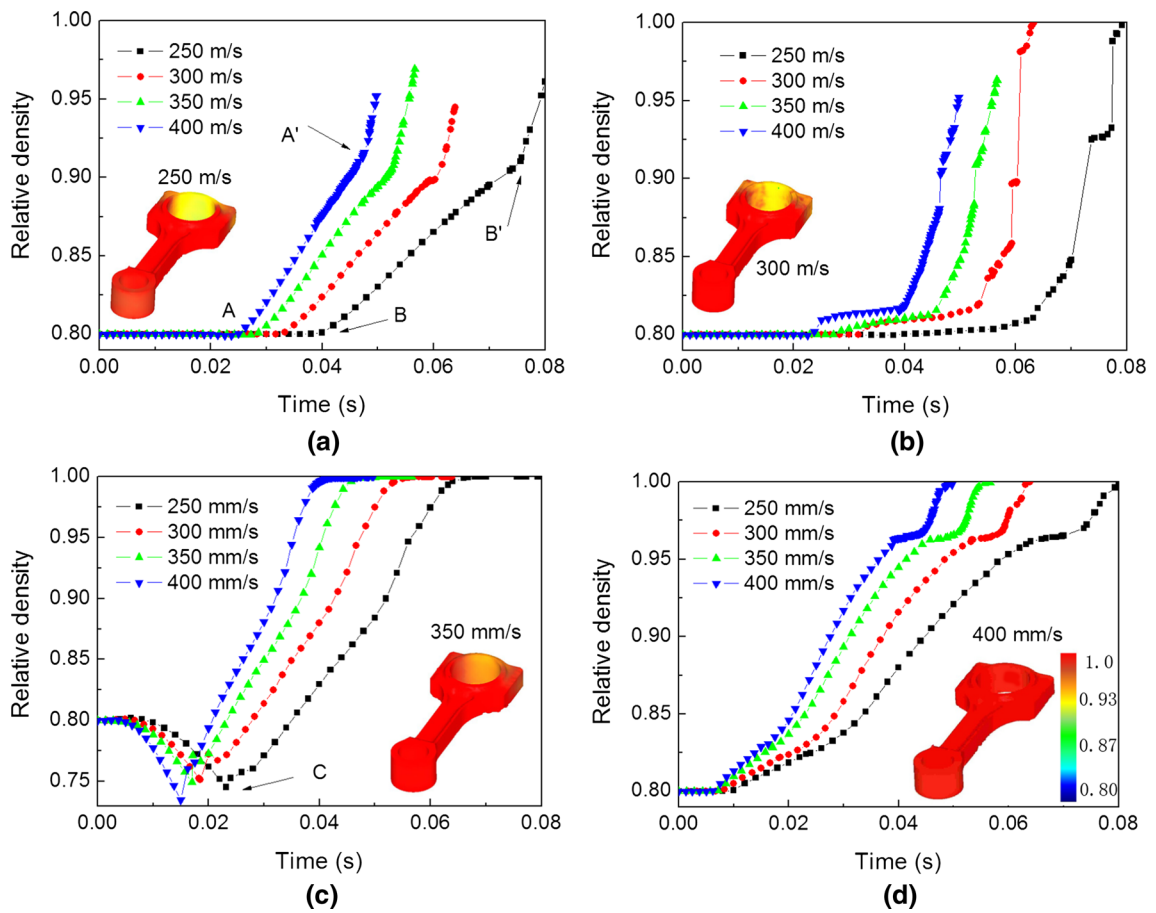 1.00
0.95
0.90
0.85
0.80
Relative density
250 m/s
300 m/s
350 m/s
400 m/s
A'
250 m/s
B'
A
B
0.00 0.02 0.04 0.06 0.08
Time (s)
(a)
1.00
0.95
0.90
0.85
0.80
Relative density
250 m/s
300 m/s
350 m/s
400 m/s
300 m/s
0.00 0.02 0.04 0.06 0.08
Time (s)
(b)
1.00
0.95
0.90
0.85
0.80
0.75
Relative density
250 mm/s
300 mm/s
350 mm/s
400 mm/s
350 mm/s
C
0.00 0.02 0.04 0.06 0.08
Time (s)
(c)
1.00
0.95
0.90
0.85
0.80
Relative density
250 mm/s
300 mm/s
350 mm/s
400 mm/s
400 mm/s
1.0
0.93
0.87
0.80
0.00 0.02 0.04 0.06 0.08
Time (s)
(d)